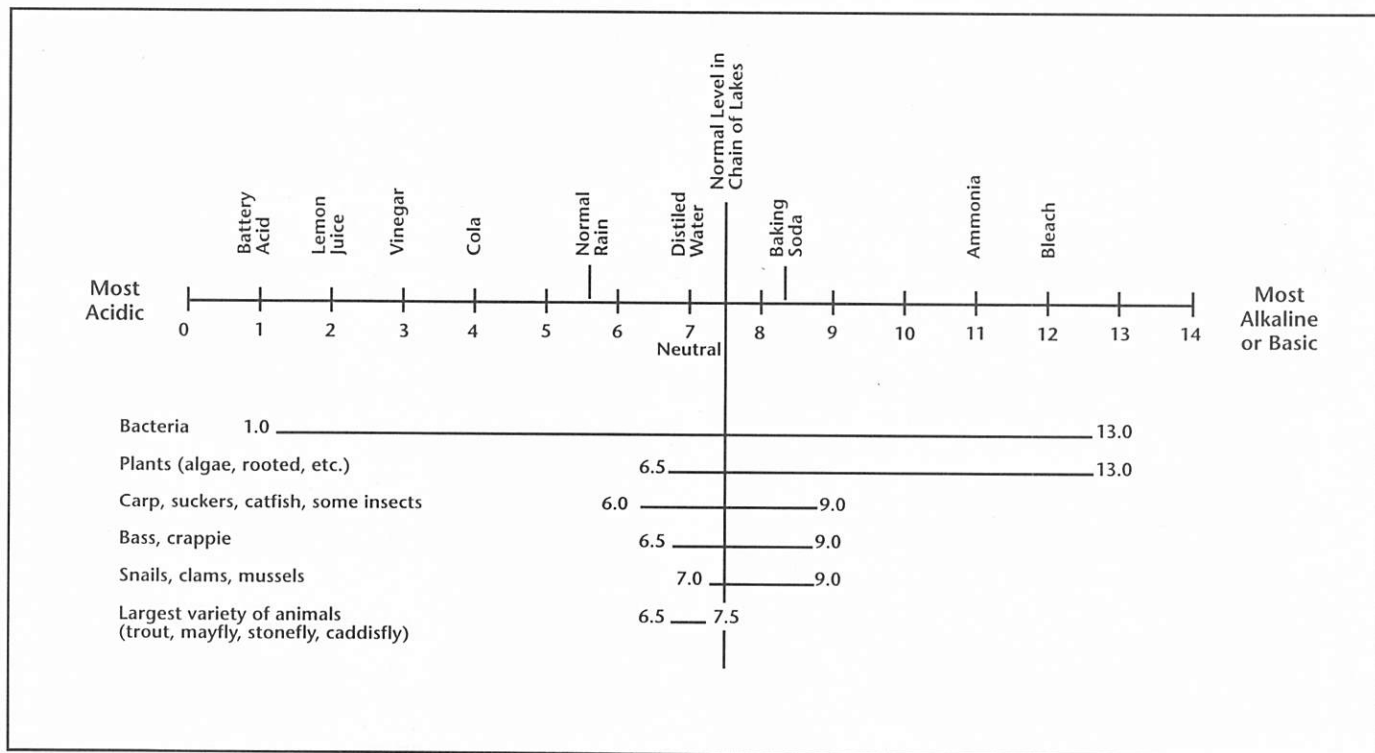 Normal Level in
Chain of Lakes
Battery
Acid
Lemon
Juice
Vinegar
Cola
Normal
Rain
Distiled
Water
Baking
Soda
Ammonia
Bleach
Most
Acidic
0 1 2 3 4 5 6 7 8 9 10 11 12 13 14
Neutral
Most
Alkaline
or Basic
Bacteria 1.0 13.0
Plants (algae, rooted, etc.) 6.5 13.0
Carp, suckers, catfish, some insects 6.0 9.0
Bass, crappie 6.5 9.0
Snails, clams, mussels 7.0 9.0
Largest variety of animals 6.5 7.5
(trout, mayfly, stonefly, caddisfly)